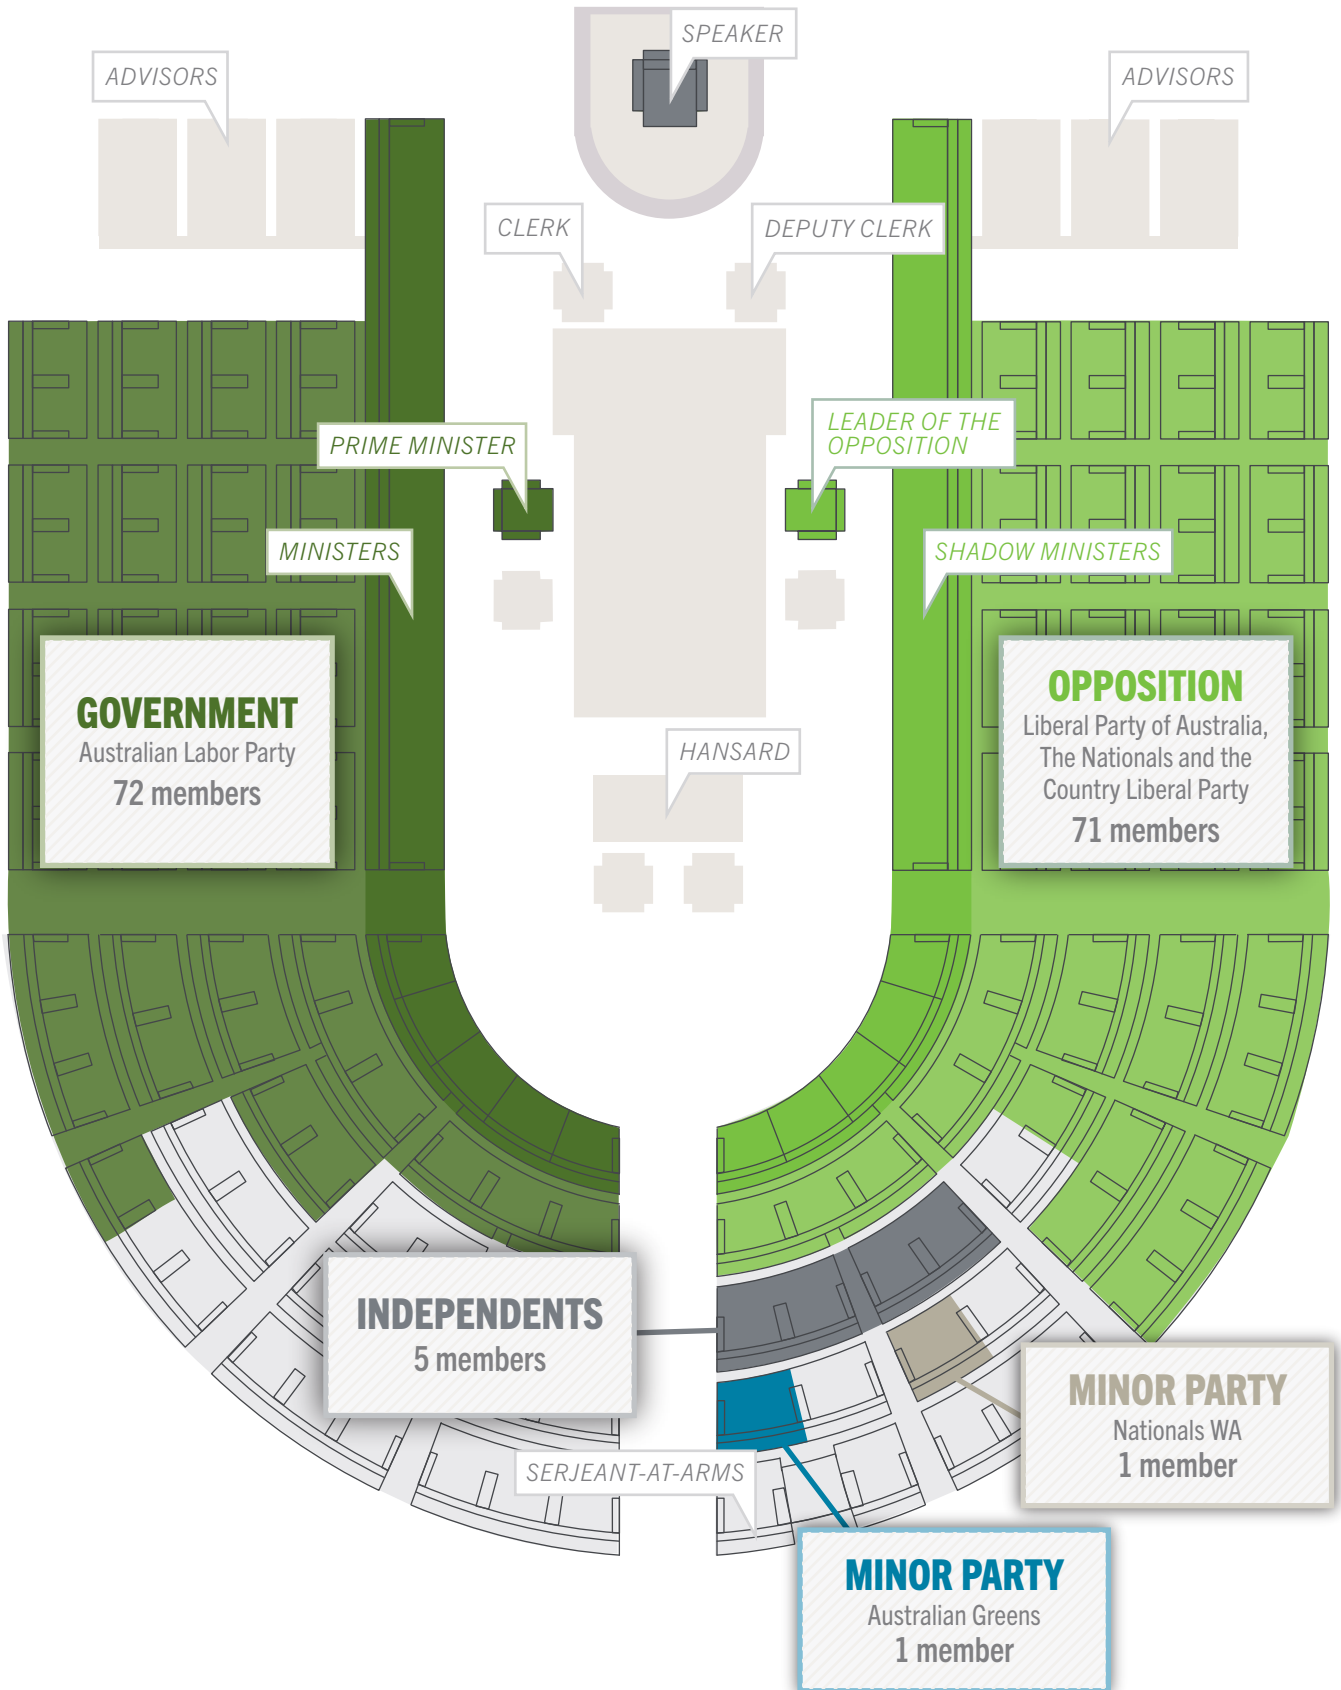 SPEAKER
ADVISORS
ADVISORS
CLERK
DEPUTY CLERK
PRIME MINISTER
LEADER OF THE
OPPOSITION
MINISTERS
SHADOW MINISTERS
GOVERNMENT
Australian Labor Party
72 members
OPPOSITION
Liberal Party of Australia,
The Nationals and the
Country Liberal Party
71 members
HANSARD
INDEPENDENTS
5 members
MINOR PARTY
Nationals WA
1 member
SERJEANT-AT-ARMS
MINOR PARTY
Australian Greens
1 member